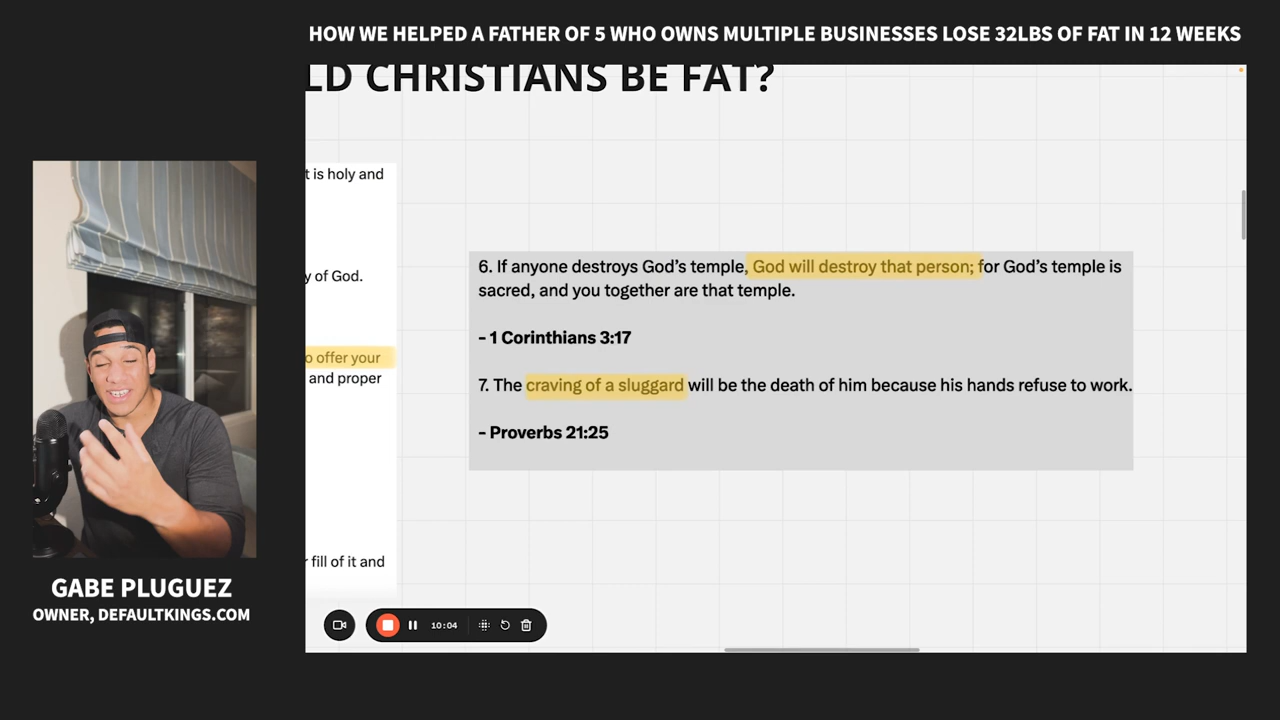 HOW WE HELPED A FATHER OF 5 WHO OWNS MULTIPLE BUSINESSES LOSE 32LBS OF FAT IN 12 WEEKS
LD CHRISTIANS BE FAT?
t is holy and
y of God.
o offer your
and proper
fill of it and
6. If anyone destroys God’s temple, God will destroy that person; for God’s temple is
sacred, and you together are that temple.
– 1 Corinthians 3:17
7. The craving of a sluggard will be the death of him because his hands refuse to work.
– Proverbs 21:25
GABE PLUGUEZ
OWNER, DEFAULTKINGS.COM
10:04